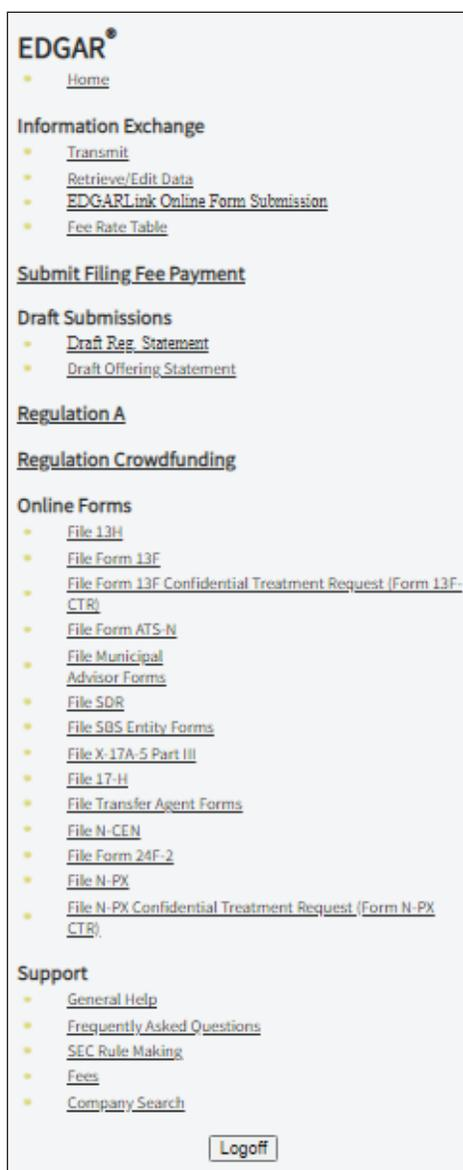 EDGAR®
Home
Information Exchange
Transmit
Retrieve/Edit Data
EDGARLink Online Form Submission
Fee Rate Table
Submit Filing Fee Payment
Draft Submissions
Draft Reg. Statement
Draft Offering Statement
Regulation A
Regulation Crowdfunding
Online Forms
File 13H
File Form 13F
File Form 13F Confidential Treatment Request (Form 13F-
CTR)
File Form ATS-N
File Municipal
Advisor Forms
File SDR
File SBS Entity Forms
File X-17A-5 Part III
File 17-H
File Transfer Agent Forms
File N-CEN
File Form 24F-2
File N-PX
File N-PX Confidential Treatment Request (Form N-PX
CTR)
Support
General Help
Frequently Asked Questions
SEC Rule Making
Fees
Company Search
Logoff